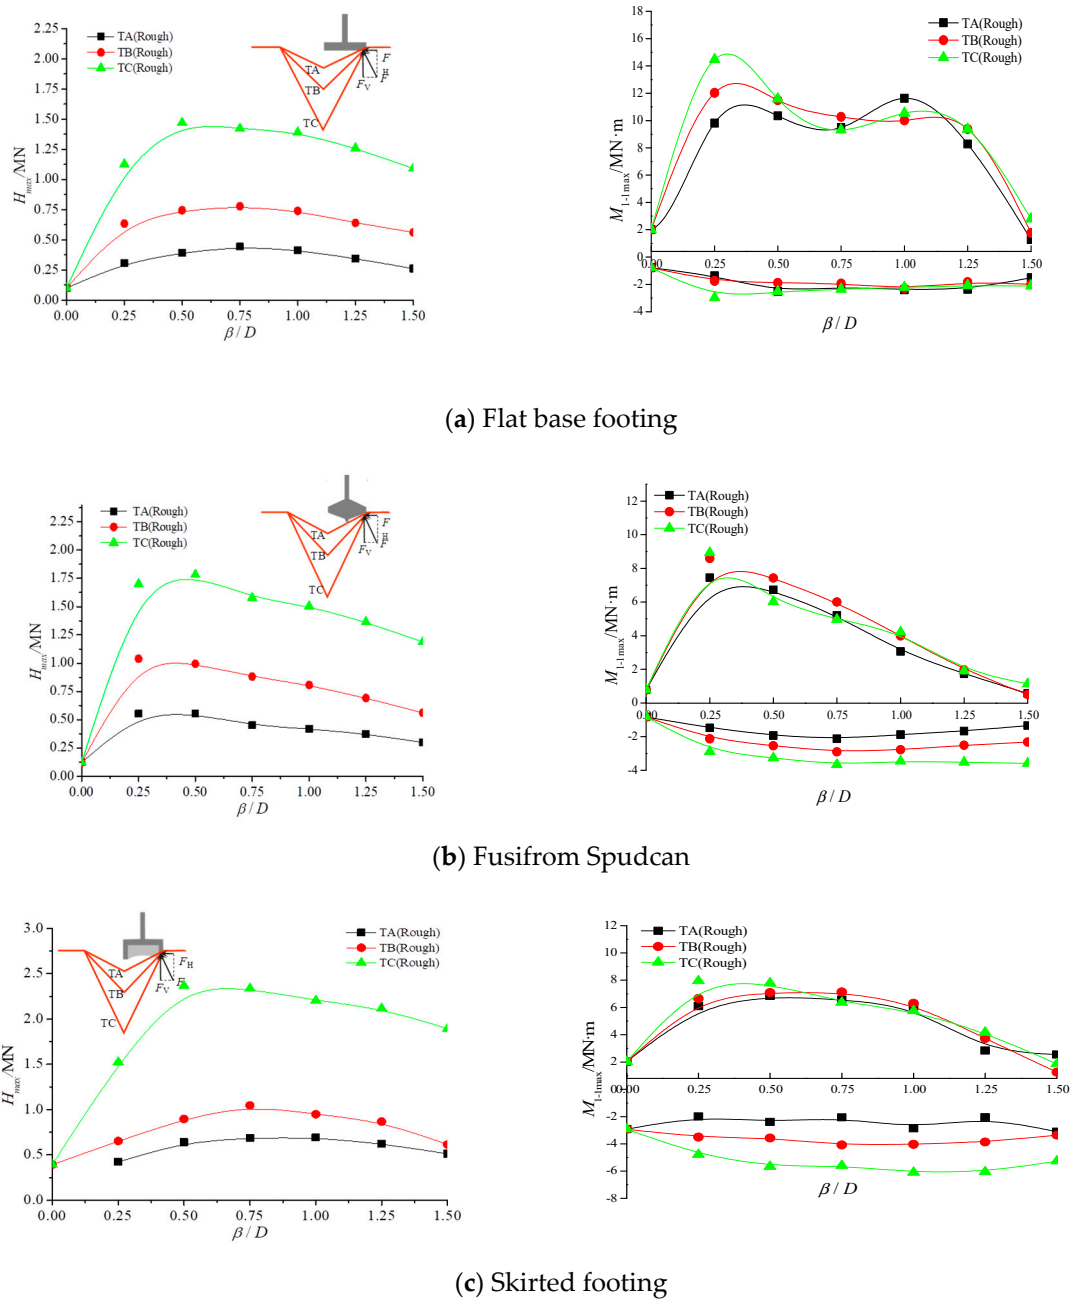 2.25
2.00
1.75
1.50
1.25
1.00
0.75
0.50
0.25
0.00
H max/MN
TA(Rough)
TB(Rough)
TC(Rough)
TA
TB
TC
F
H
F
F V
0.00 0.25 0.50 0.75 1.00 1.25 1.50
β / D
18
16
14
12
10
8
6
4
2
0
-2
-4
M 1-1max/MN·m
TA(Rough)
TB(Rough)
TC(Rough)
0.00 0.25 0.50 0.75 1.00 1.25 1.50
β / D
(a) Flat base footing
2.25
2.00
1.75
1.50
1.25
1.00
0.75
0.50
0.25
0.00
H max/MN
TA(Rough)
TB(Rough)
TC(Rough)
TA
TB
TC
F
H
F
F V
0.00 0.25 0.50 0.75 1.00 1.25 1.50
β / D
12
10
8
6
4
2
0
-2
-4
M 1-1max/MN·m
TA(Rough)
TB(Rough)
TC(Rough)
0.00 0.25 0.50 0.75 1.00 1.25 1.50
β / D
(b) Fusifrom Spudcan
3.0
2.5
2.0
1.5
1.0
0.5
0.0
H max/MN
TA
TB
TC
F H
F V
F
TA(Rough)
TB(Rough)
TC(Rough)
0.00 0.25 0.50 0.75 1.00 1.25 1.50
β / D
12
10
8
6
4
2
0
-2
-4
-6
-8
M 1-1max/MN·m
TA(Rough)
TB(Rough)
TC(Rough)
0.00 0.25 0.50 0.75 1.00 1.25 1.50
β / D
(c) Skirted footing